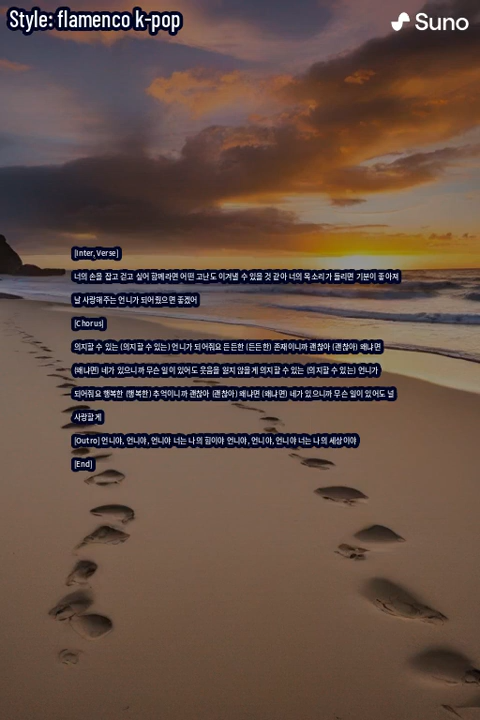 Style: flamenco k-pop
Suno
[Inter,Verse]
너의 손을 잡고 걷고 싶어 함께라면 어떤 고난도 이겨낼 수 있을 것 같아 너의 목소리가 들리면 기분이 좋아져
날 사랑해주는 언니가 되어줬으면 좋겠어
[Chorus]
의지할 수 있는 (의지할 수 있는) 언니가 되어줘요 든든한 (든든한) 존재이니까 괜찮아 (괜찮아) 왜냐면
(왜냐면) 네가 있으니까 무슨 일이 있어도 웃음을 잃지 않을게 의지할 수 있는 (의지할 수 있는) 언니가
되어줘요 행복한 (행복한) 추억이니까 괜찮아 (괜찮아) 왜냐면 (왜냐면) 네가 있으니까 무슨 일이 있어도 널
사랑할게
[Outro] 언니야, 언니야, 언니야 너는 나의 힘이야 언니야, 언니야, 언니야 너는 나의 세상이야
[End]